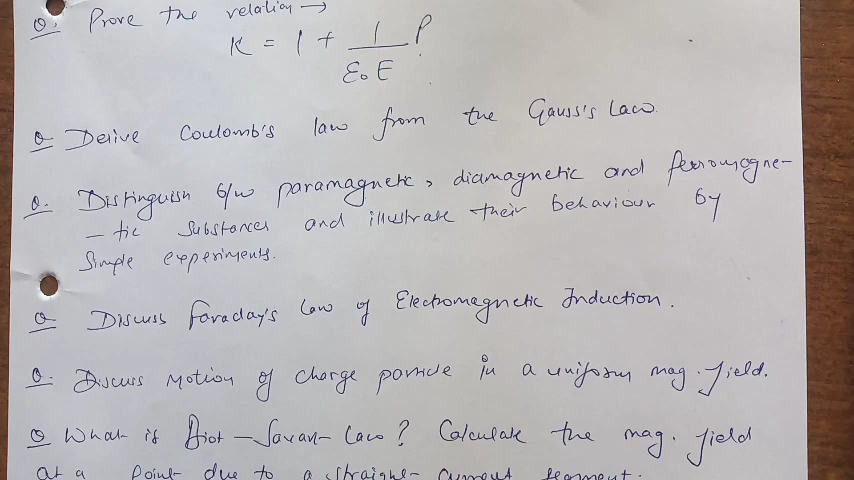 Q. Prove the relation →
K = 1 + 1/ε₀E P
Q Derive Coulomb's law from the Gauss's Law.
Q. Distinguish b/w paramagnetic, diamagnetic and ferromagne-
- tic substances and illustrate their behaviour by
Simple experiments.
Q Discuss Faraday's Law of Electromagnetic Induction.
Q. Discuss Motion of charge particle in a uniform mag. field.
Q What is Biot-Savart Law? Calculate the mag. field
at a point due to a straight current segment.